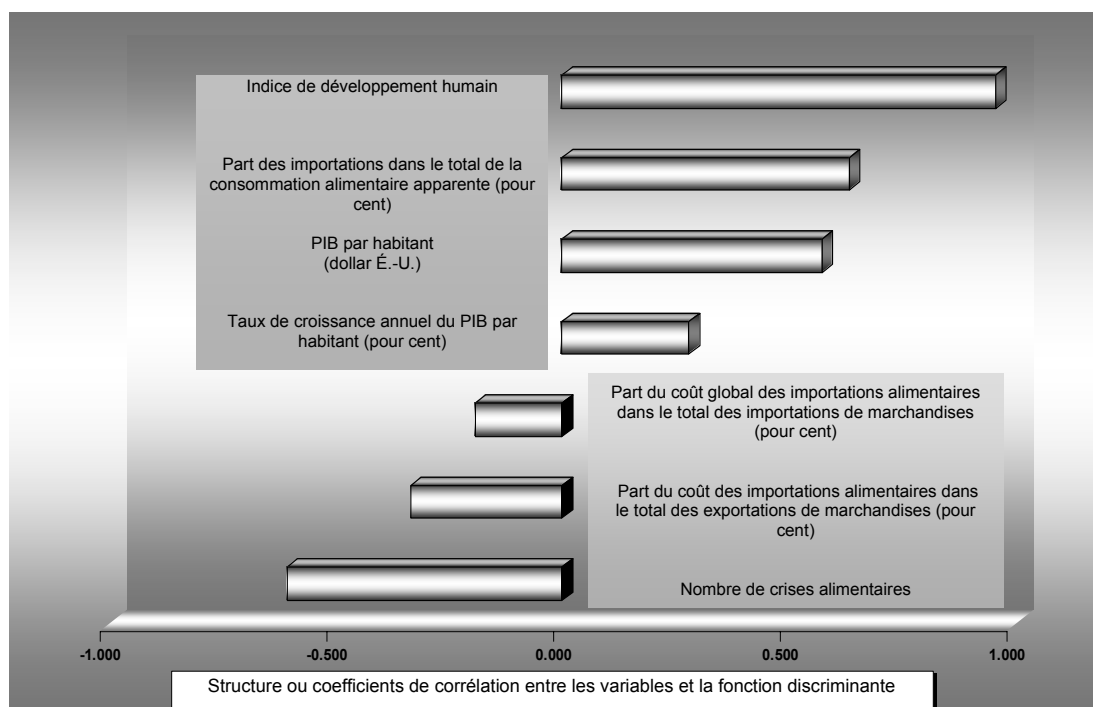 Indice de développement humain
Part des importations dans le total de la
consommation alimentaire apparente (pour
cent)
PIB par habitant
(dollar É.-U.)
Taux de croissance annuel du PIB par
habitant (pour cent)
Part du coût global des importations alimentaires
dans le total des importations de marchandises
(pour cent)
Part du coût des importations alimentaires dans
le total des exportations de marchandises (pour
cent)
Nombre de crises alimentaires
-1.000 -0.500 0.000 0.500 1.000
Structure ou coefficients de corrélation entre les variables et la fonction discriminante